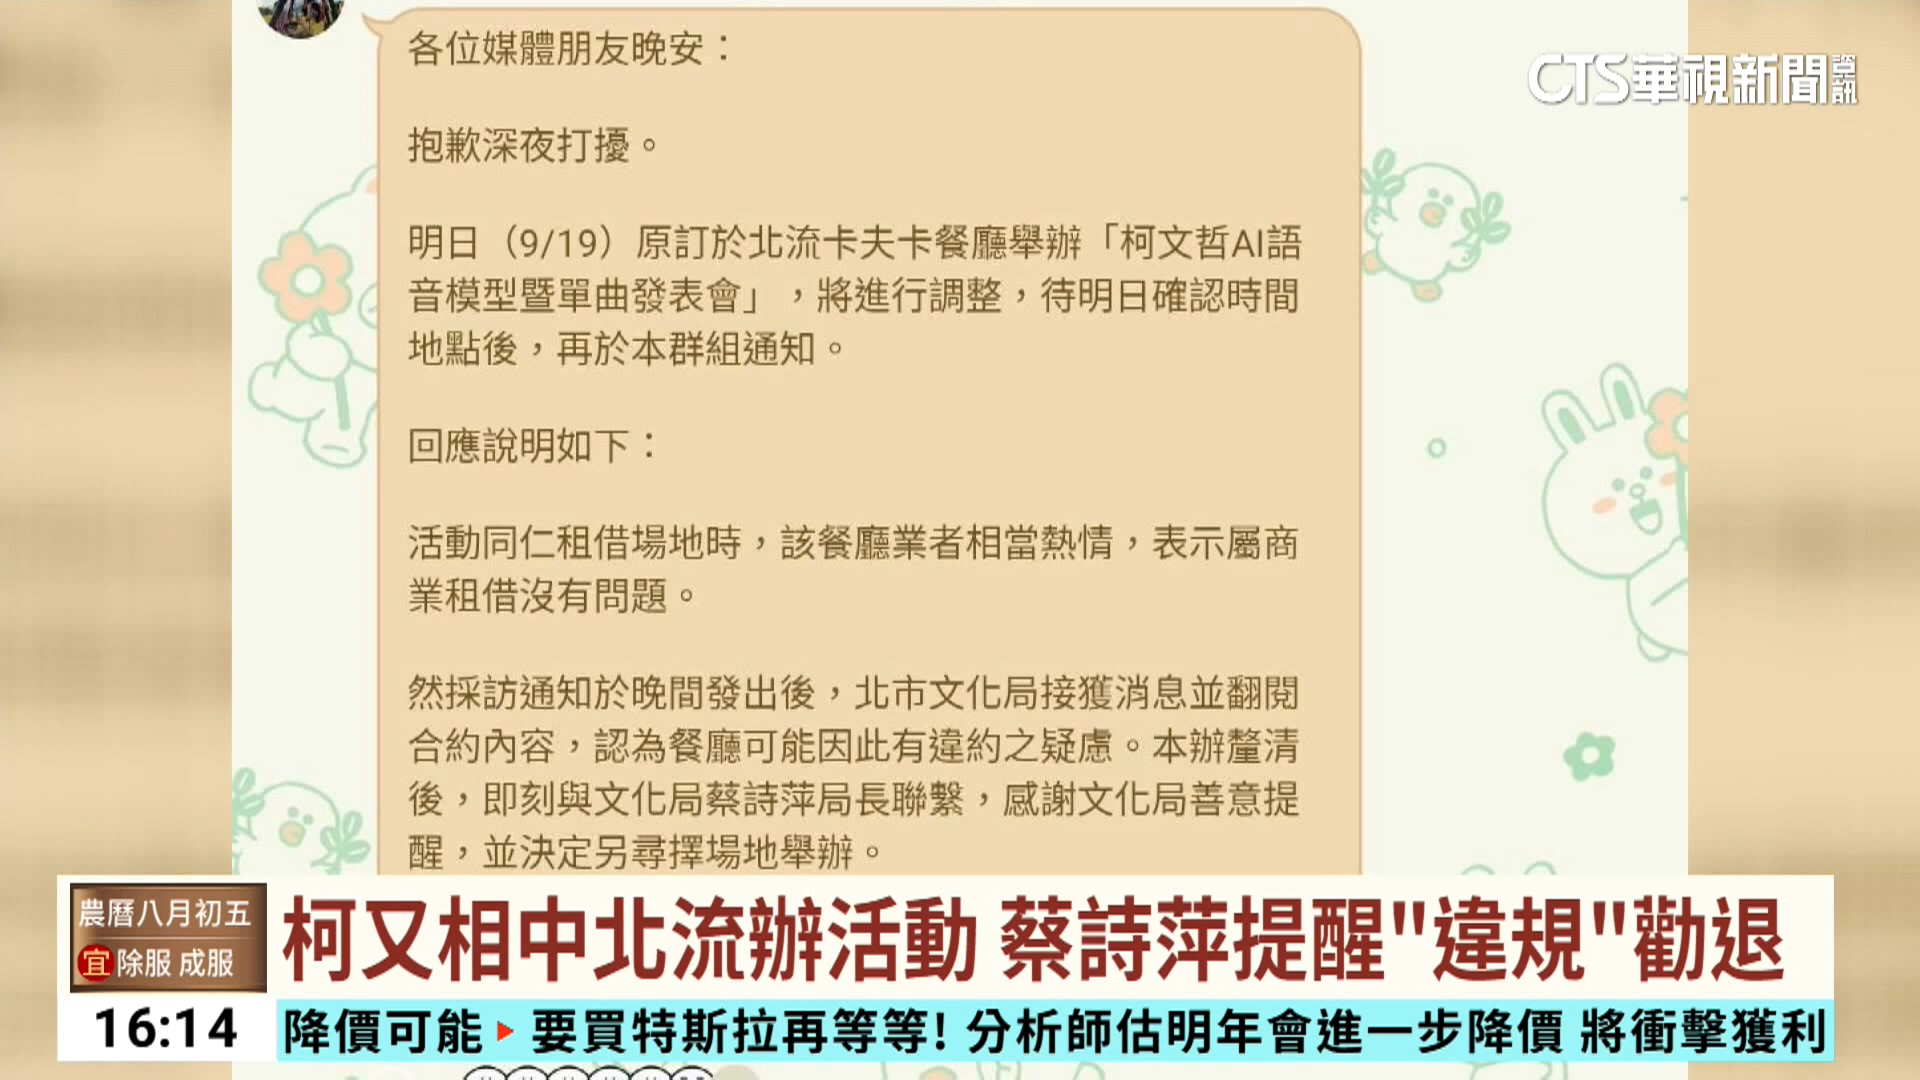 各位媒體朋友晚安：
CTS華視新聞資訊
抱歉深夜打擾。
明日（9/19）原訂於北流卡夫卡餐廳舉辦「柯文哲AI語
音模型暨單曲發表會」，將進行調整，待明日確認時間
地點後，再於本群組通知。
回應說明如下：
活動同仁租借場地時，該餐廳業者相當熱情，表示屬商
業租借沒有問題。
然採訪通知於晚間發出後，北市文化局接獲消息並翻閱
合約內容，認為餐廳可能因此有違約之疑慮。本辦釐清
後，即刻與文化局蔡詩萍局長聯繫，感謝文化局善意提
醒，並決定另尋擇場地舉辦。
農曆八月初五
宜除服 成服
柯又相中北流辦活動 蔡詩萍提醒"違規"勸退
16:14
降價可能▶要買特斯拉再等等! 分析師估明年會進一步降價 將衝擊獲利